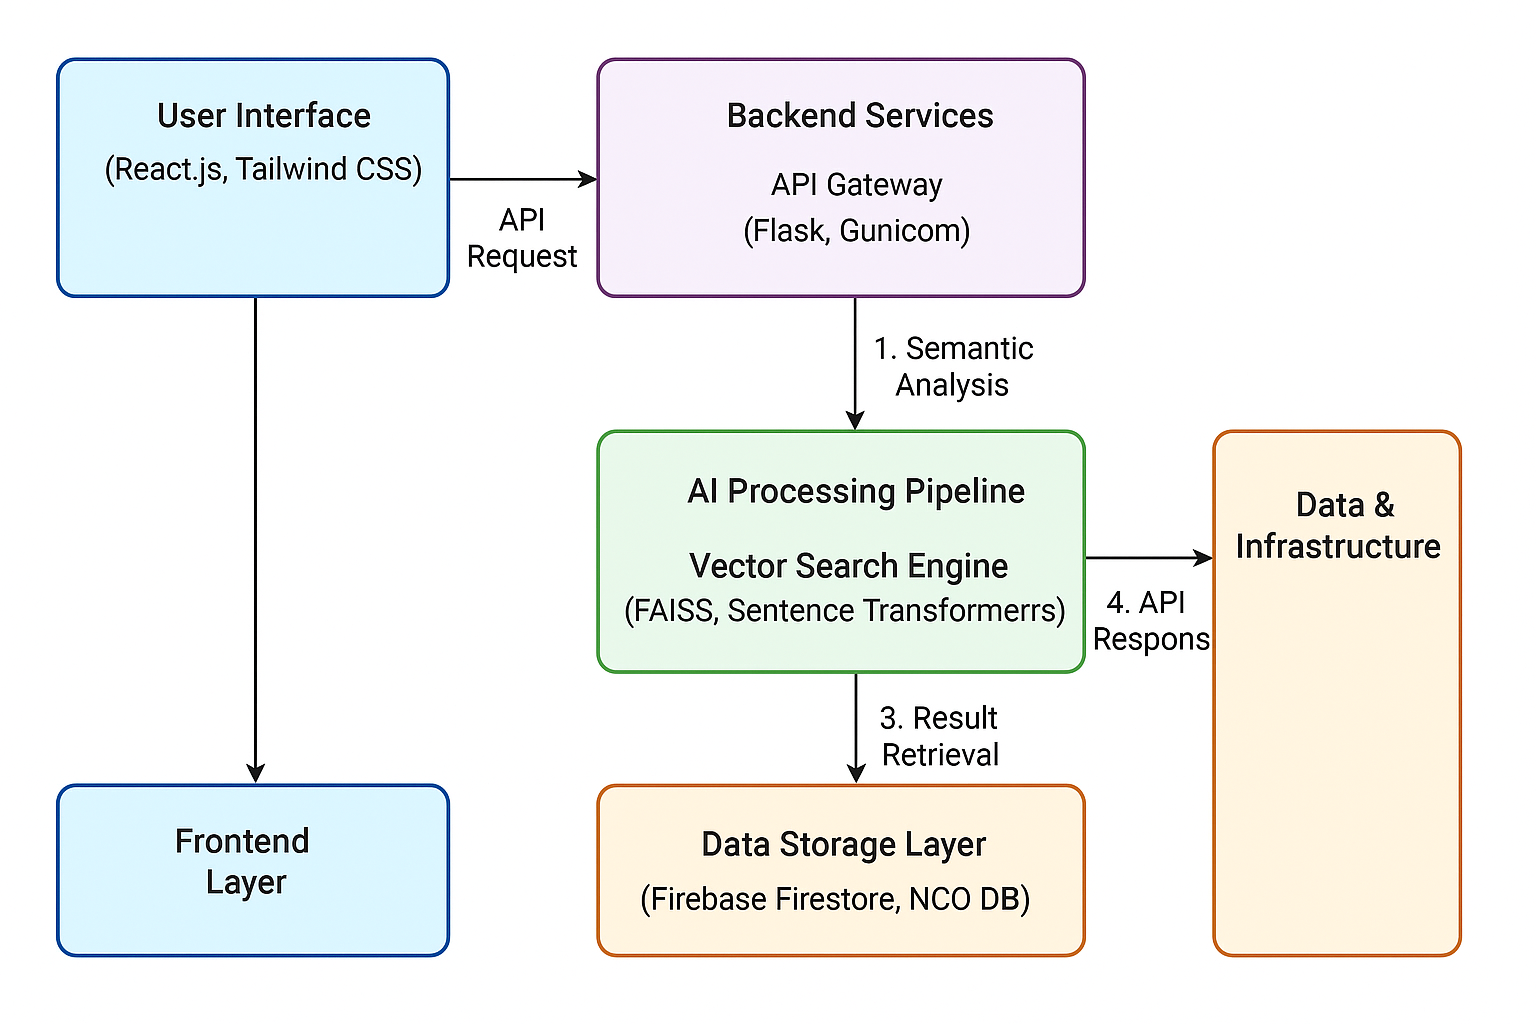 User Interface
(React.js, Tailwind CSS)
API
Request
Backend Services
API Gateway
(Flask, Gunicom)
1. Semantic
Analysis
AI Processing Pipeline
Vector Search Engine
(FAISS, Sentence Transformerrs)
4. API
Respons
Data &
Infrastructure
3. Result
Retrieval
Frontend
Layer
Data Storage Layer
(Firebase Firestore, NCO DB)